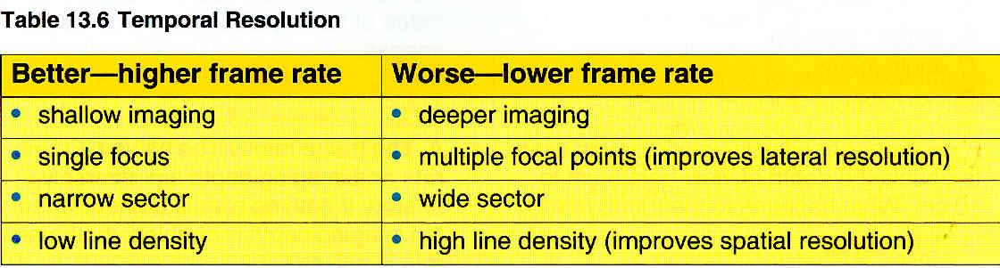 Table 13.6 Temporal Resolution
Better—higher frame rate Worse—lower frame rate
• shallow imaging • deeper imaging
• single focus • multiple focal points (improves lateral resolution)
• narrow sector • wide sector
• low line density • high line density (improves spatial resolution)